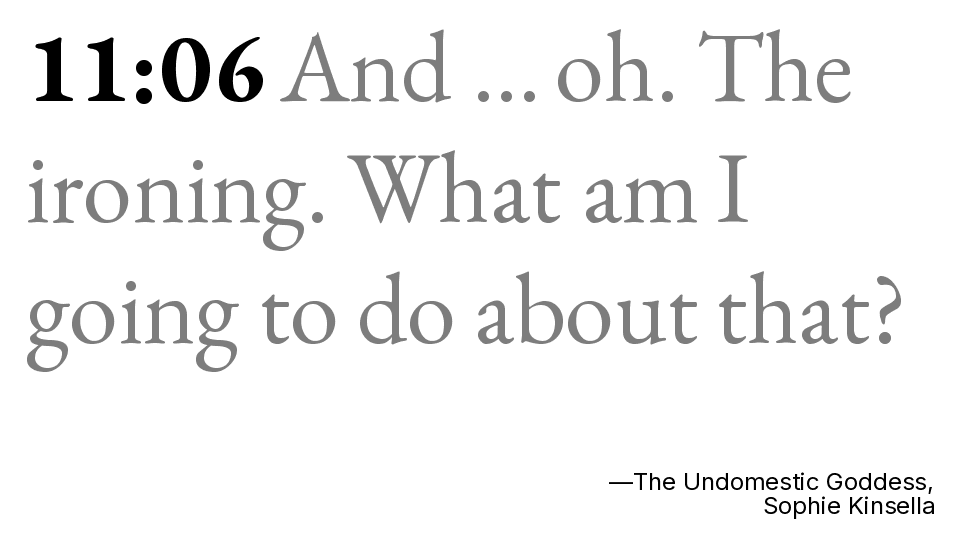 11:06 And ... oh. The
ironing. What am I
going to do about that?
—The Undomestic Goddess,
Sophie Kinsella